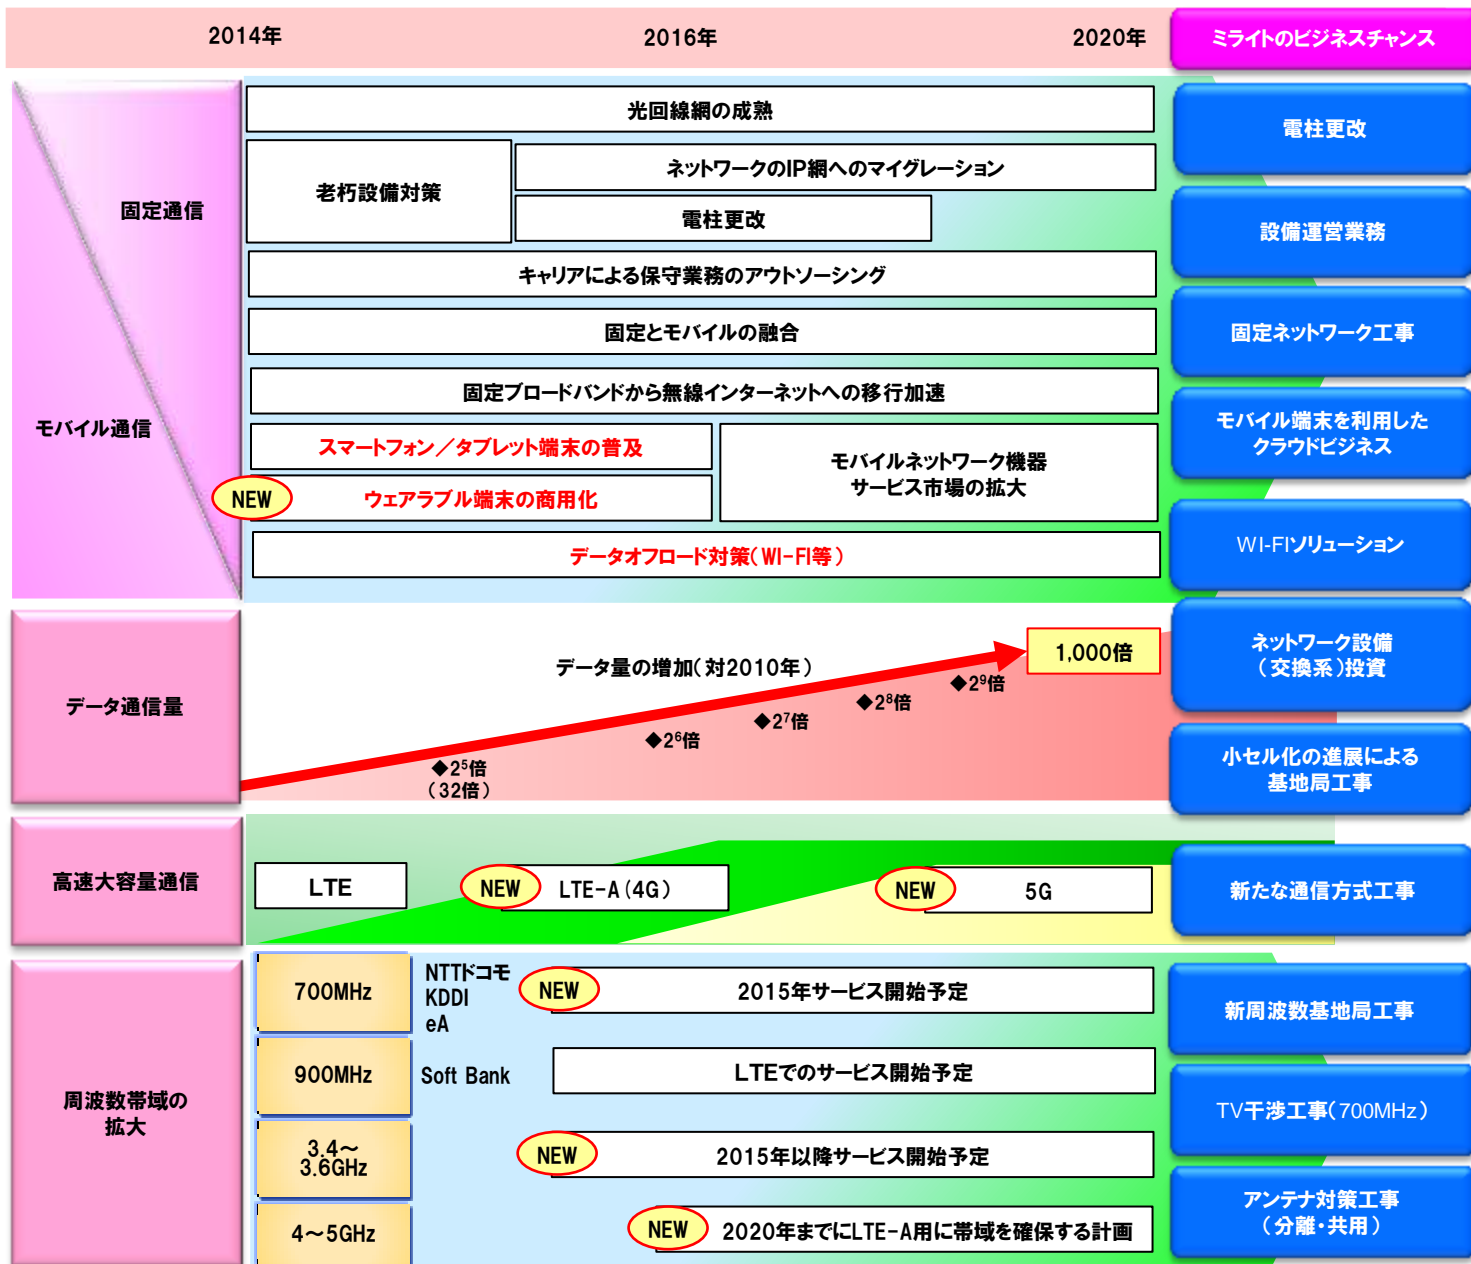 2014年
2016年
2020年
ミライトのビジネスチャンス
固定通信
モバイル通信
光回線網の成熟
老朽設備対策
ネットワークのIP網へのマイグレーション
電柱更改
キャリアによる保守業務のアウトソーシング
固定とモバイルの融合
固定ブロードバンドから無線インターネットへの移行加速
スマートフォン／タブレット端末の普及
NEW
ウェアラブル端末の商用化
モバイルネットワーク機器
サービス市場の拡大
データオフロード対策（WI-FI等）
電柱更改
設備運営業務
固定ネットワーク工事
モバイル端末を利用した
クラウドビジネス
WI-FIソリューション
データ通信量
データ量の増加（対2010年）
1,000倍
◆2⁹倍
◆2⁸倍
◆2⁷倍
◆2⁶倍
◆2⁵倍
（32倍）
ネットワーク設備
（交換系）投資
小セル化の進展による
基地局工事
高速大容量通信
LTE
NEW
LTE-A（4G）
NEW
5G
新たな通信方式工事
周波数帯域の
拡大
700MHz
NTTドコモ
KDDI
eA
NEW
2015年サービス開始予定
900MHz
Soft Bank
LTEでのサービス開始予定
3.4～
3.6GHz
NEW
2015年以降サービス開始予定
4～5GHz
NEW
2020年までにLTE-A用に帯域を確保する計画
新周波数基地局工事
TV干渉工事（700MHz）
アンテナ対策工事
（分離・共用）